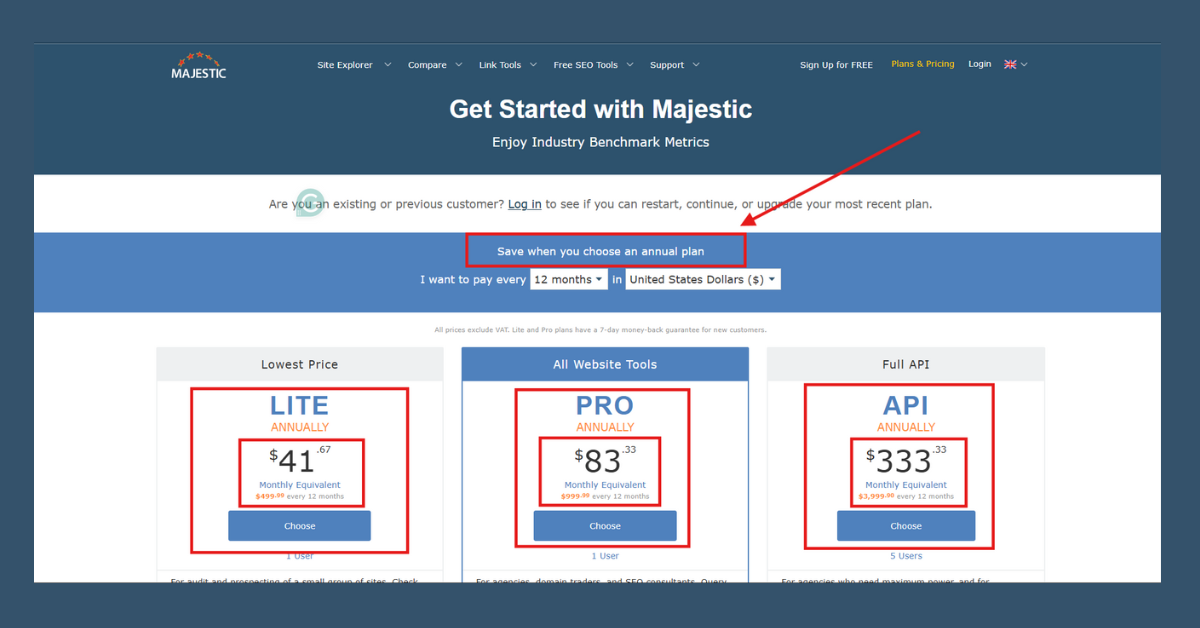 MAJESTIC
Site Explorer Compare Link Tools Free SEO Tools Support Sign Up for FREE Plans & Pricing Login
Get Started with Majestic
Enjoy Industry Benchmark Metrics
Are you an existing or previous customer? Log in to see if you can restart, continue, or upgrade your most recent plan.
Save when you choose an annual plan
I want to pay every 12 months in United States Dollars ($)
All prices exclude VAT. Lite and Pro plans have a 7-day money-back guarantee for new customers.
Lowest Price
LITE
ANNUALLY
$41.67
Monthly Equivalent
$499.99 every 12 months
Choose
1 User
For audit and prospecting of a small group of sites. Check
All Website Tools
PRO
ANNUALLY
$83.33
Monthly Equivalent
$999.99 every 12 months
Choose
1 User
For agencies, domain traders, and SEO consultants. Query
Full API
API
ANNUALLY
$333.33
Monthly Equivalent
$3,999.99 every 12 months
Choose
5 Users
For agencies who need maximum power and for